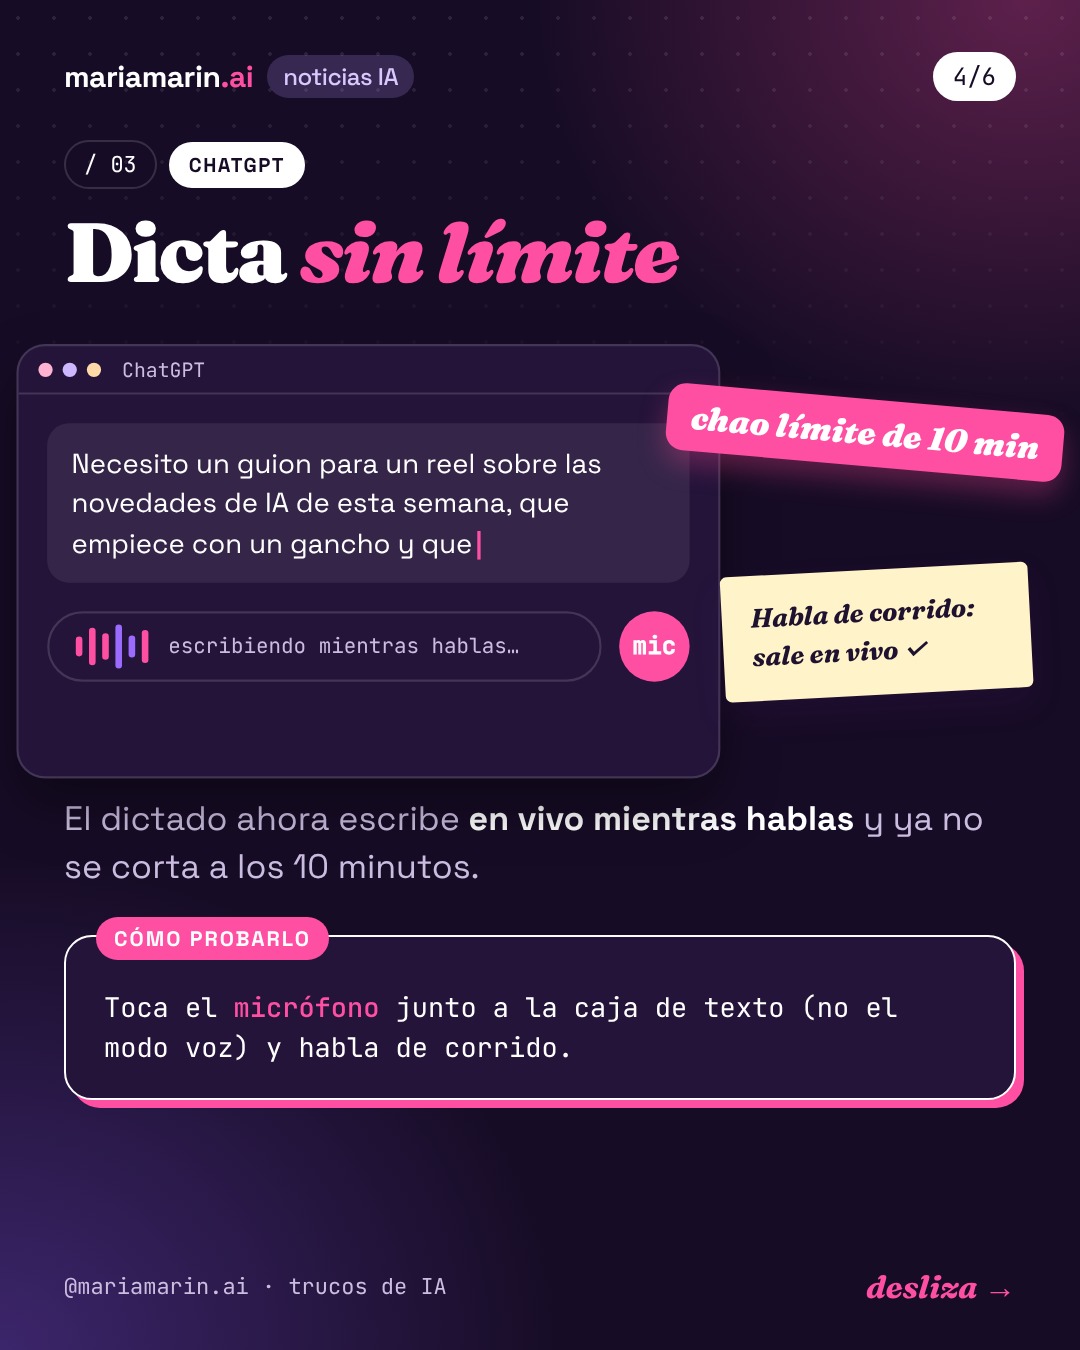 mariamarin.ai noticias IA
4/6
/ 03 CHATGPT
Dicta sin límite
ChatGPT
chao límite de 10 min
Necesito un guion para un reel sobre las
novedades de IA de esta semana, que
empiece con un gancho y que
Habla de corrido:
sale en vivo ✓
escribiendo mientras hablas…
mic
El dictado ahora escribe en vivo mientras hablas y ya no
se corta a los 10 minutos.
CÓMO PROBARLO
Toca el micrófono junto a la caja de texto (no el
modo voz) y habla de corrido.
@mariamarin.ai · trucos de IA
desliza →